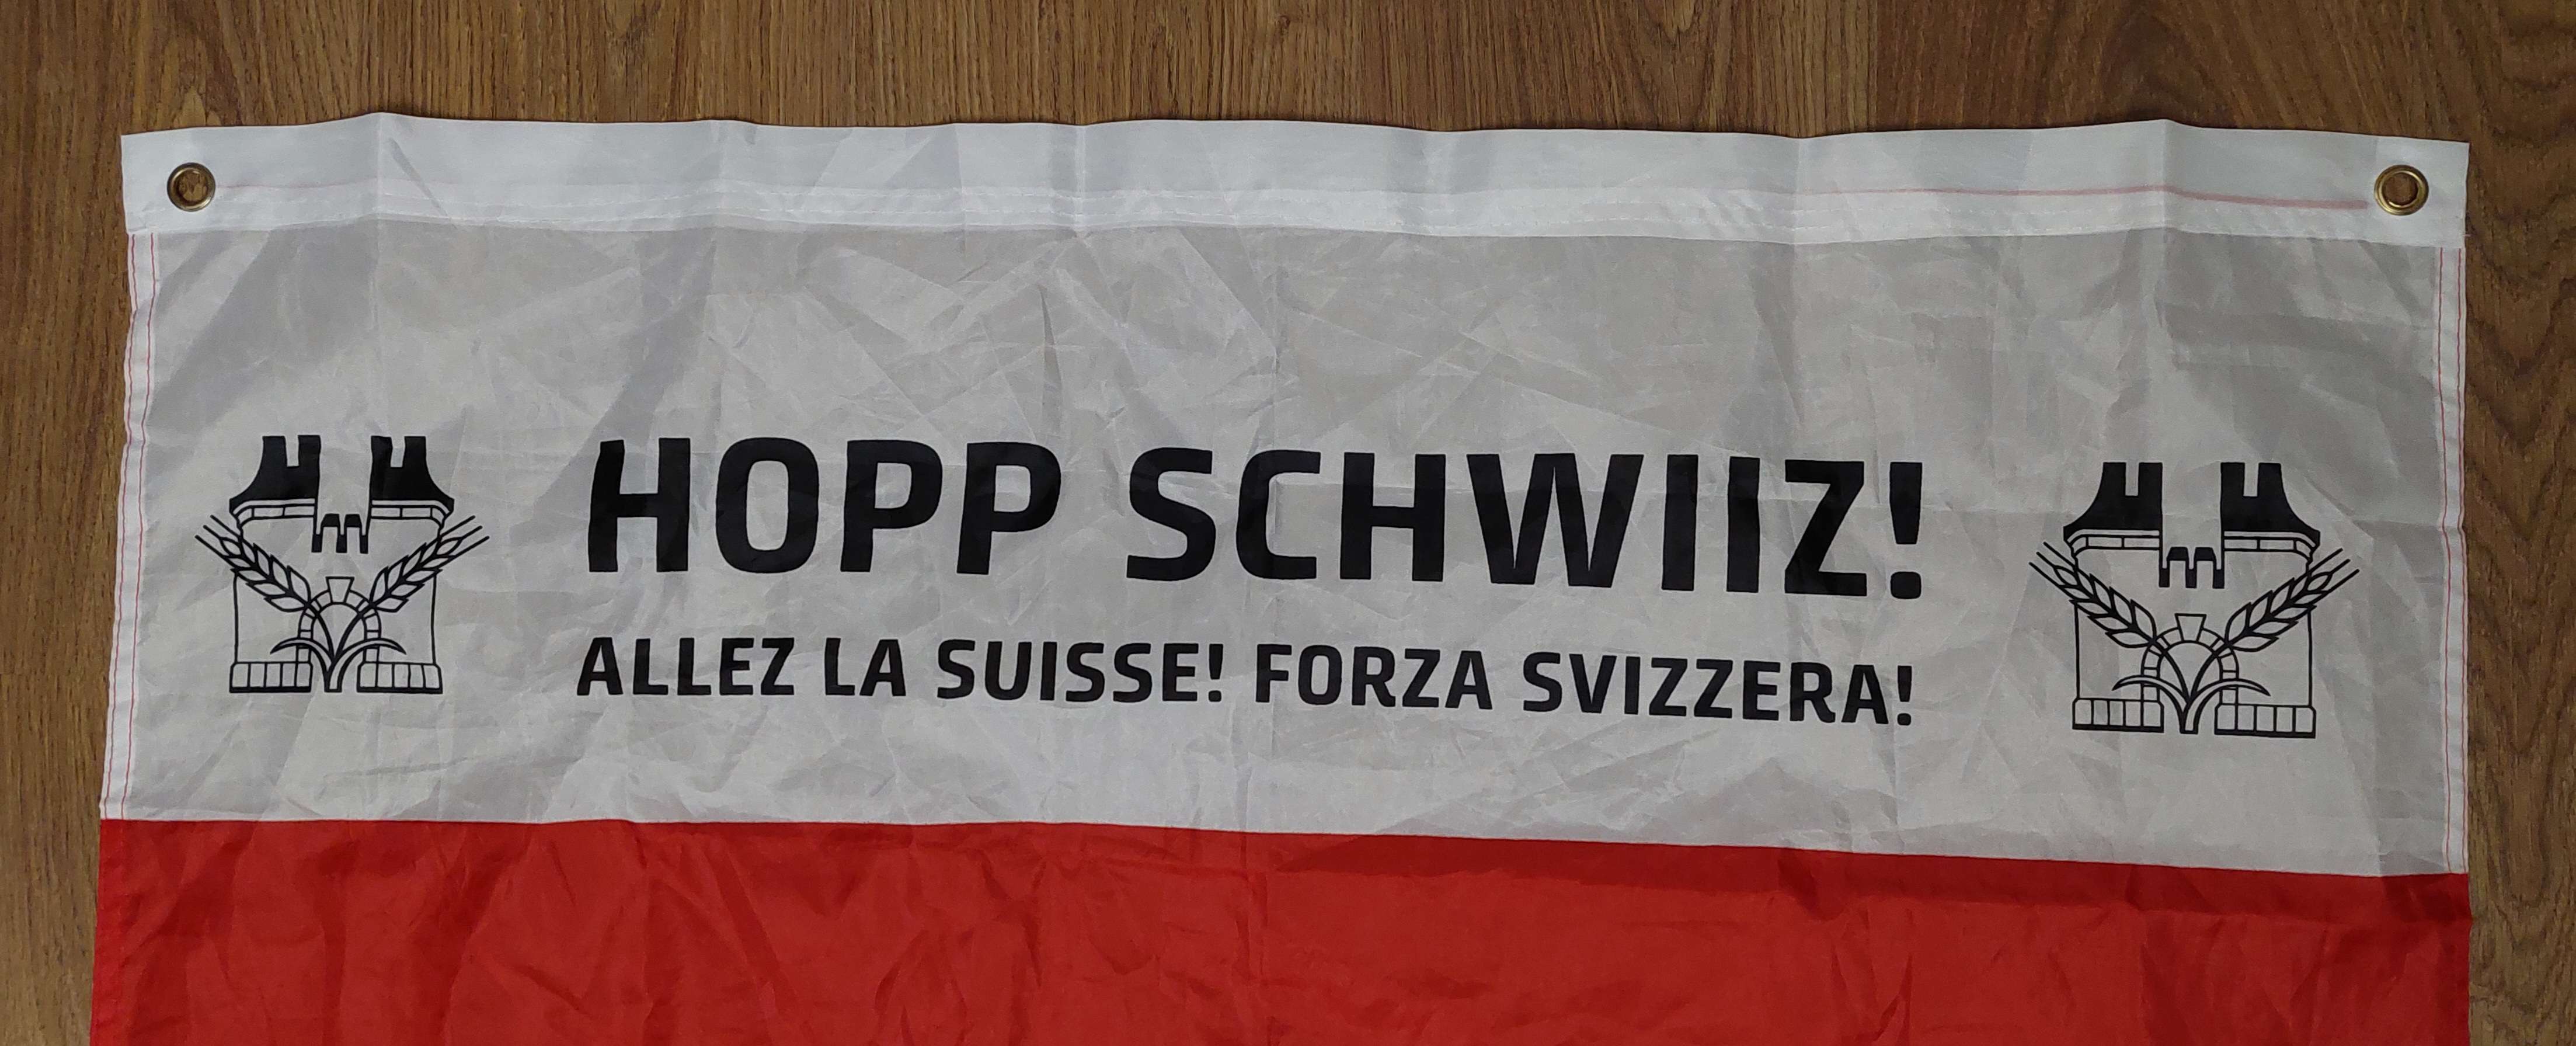 HOPP SCHWIIZ!
ALLEZ LA SUISSE! FORZA SVIZZERA!